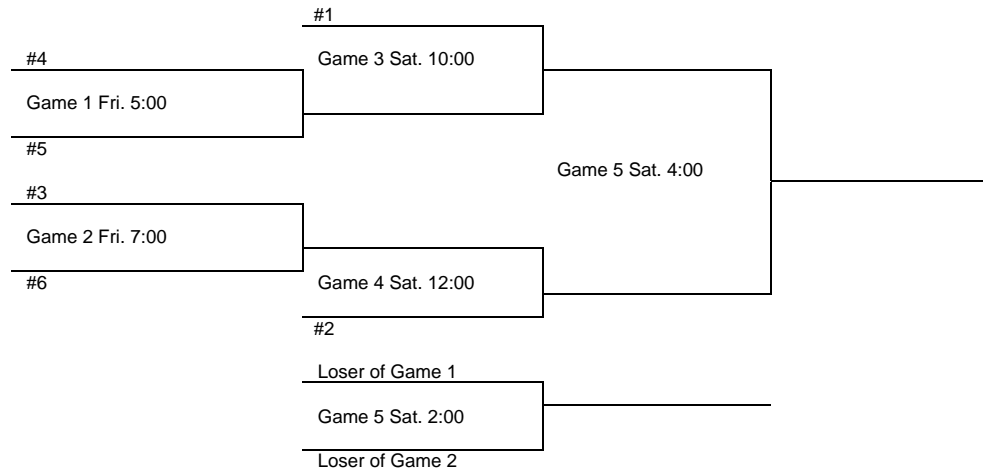 #1
Game 3 Sat. 10:00
#4
Game 1 Fri. 5:00
#5
Game 5 Sat. 4:00
#3
Game 2 Fri. 7:00
#6
Game 4 Sat. 12:00
#2
Loser of Game 1
Game 5 Sat. 2:00
Loser of Game 2